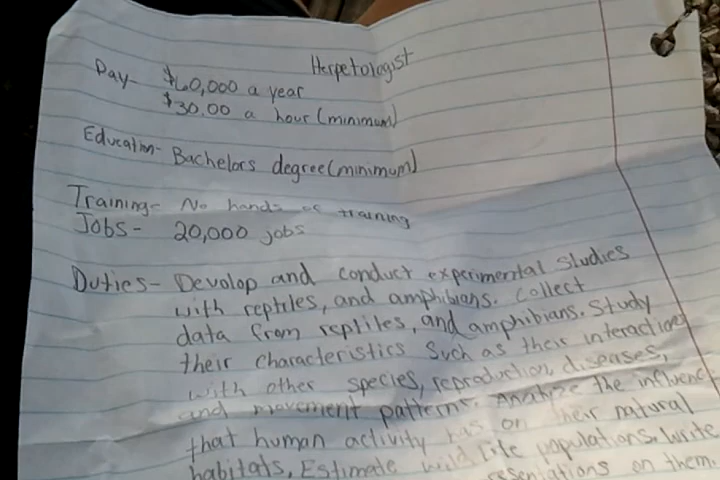 Herpetologist
Pay- $60,000 a year
$30.00 a hour (minimum)
Education- Bachelors degree (minimum)
Training- No hands on training
Jobs- 20,000 jobs
Duties- Devolop and conduct experimental studies
with reptiles, and amphibians. Collect
data from reptiles, and amphibians. Study
their characteristics such as their interactions
with other species, reproduction, diseases,
and movement patterns. Analyze the influence
that human activity has on their natural
habitats, Estimate wild life populations. Write
on them.